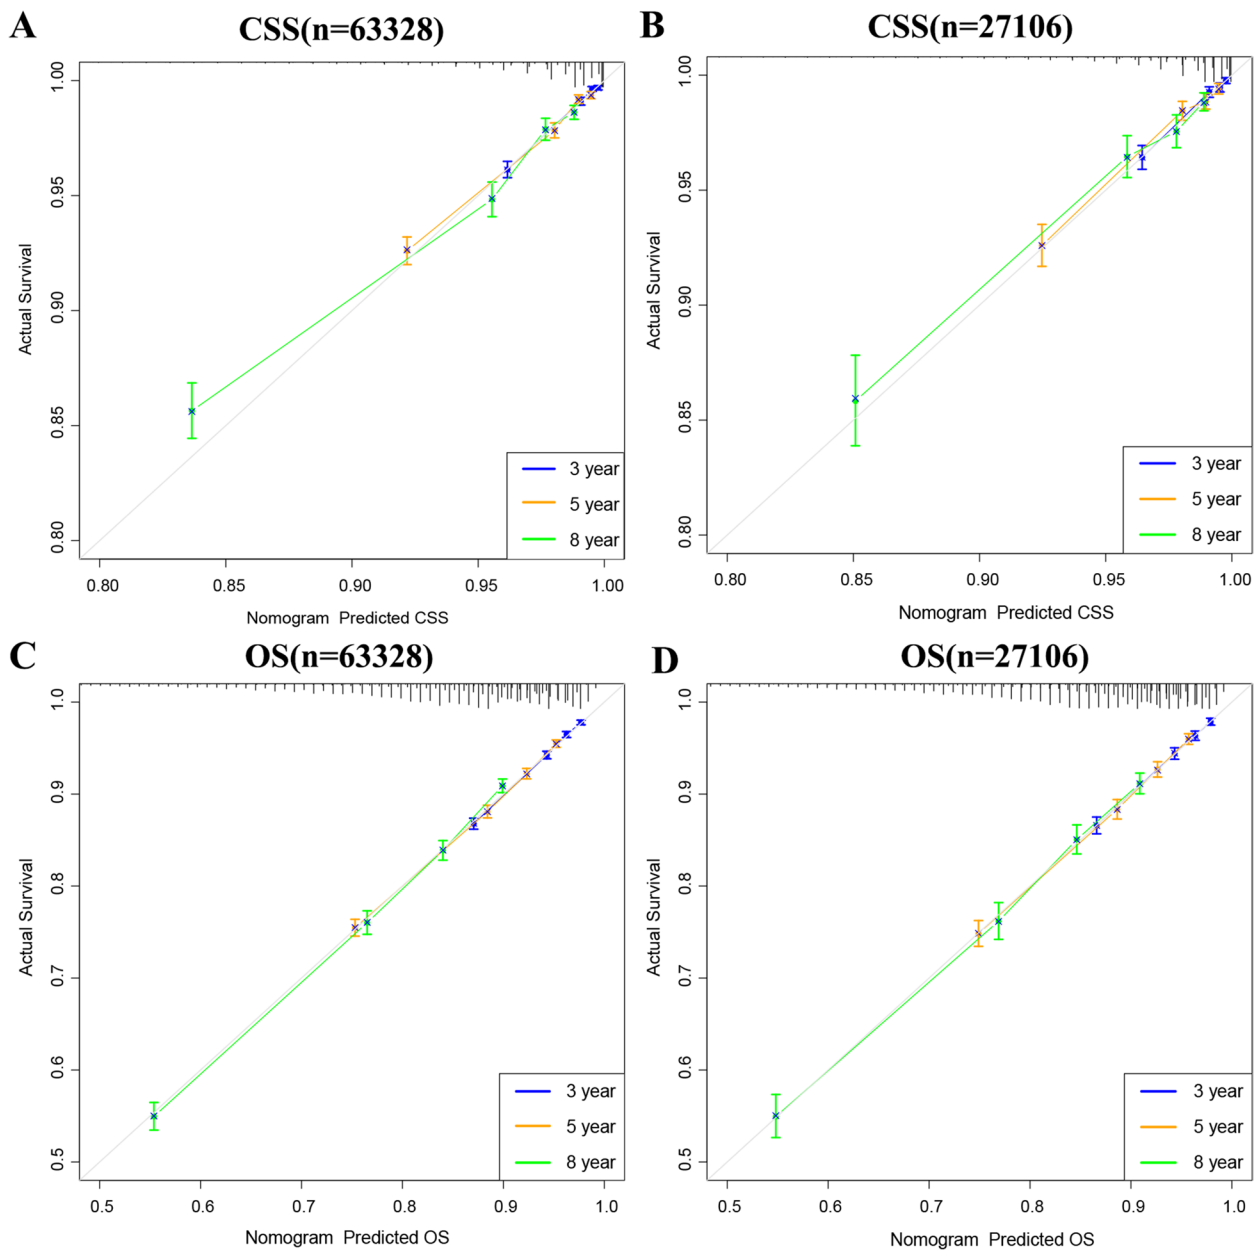 A
CSS(n=63328)
1.00
0.95
0.90
0.85
0.80
Actual Survival
3 year
5 year
8 year
0.80 0.85 0.90 0.95 1.00
Nomogram Predicted CSS
B
CSS(n=27106)
1.00
0.95
0.90
0.85
0.80
Actual Survival
3 year
5 year
8 year
0.80 0.85 0.90 0.95 1.00
Nomogram Predicted CSS
C
OS(n=63328)
1.0
0.9
0.8
0.7
0.6
0.5
Actual Survival
3 year
5 year
8 year
0.5 0.6 0.7 0.8 0.9 1.0
Nomogram Predicted OS
D
OS(n=27106)
1.0
0.9
0.8
0.7
0.6
0.5
Actual Survival
3 year
5 year
8 year
0.5 0.6 0.7 0.8 0.9 1.0
Nomogram Predicted OS